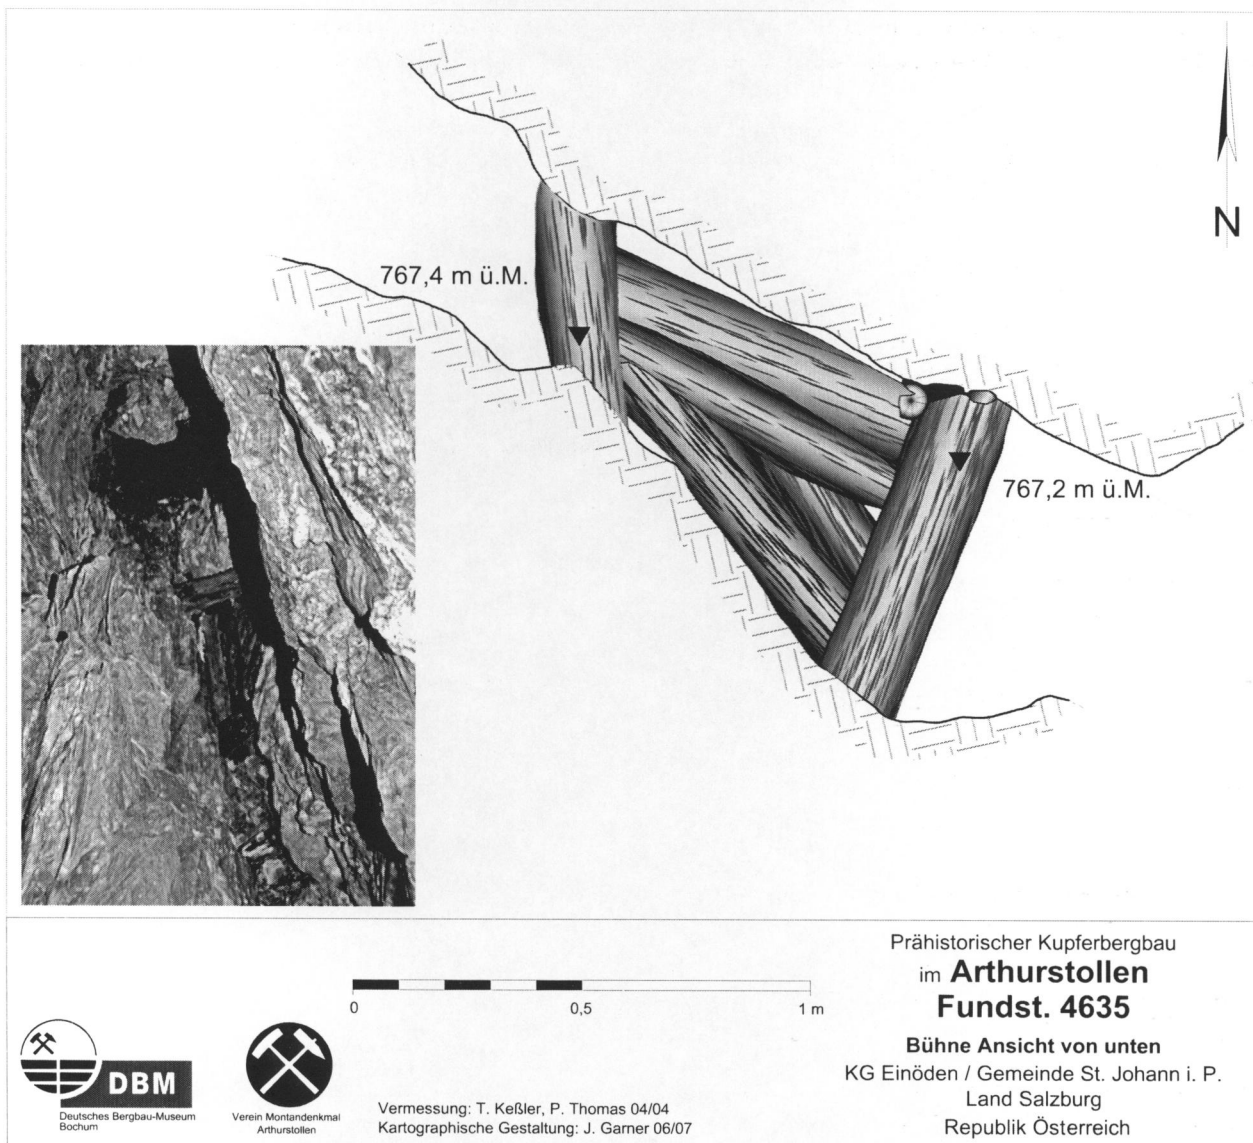 N
767,4 m ü.M.
767,2 m ü.M.
0
0,5
1 m
DBM
Deutsches Bergbau-Museum
Bochum
Verein Montandenkmal
Arthurstollen
Vermessung: T. Keßler, P. Thomas 04/04
Kartographische Gestaltung: J. Garner 06/07
Prähistorischer Kupferbergbau
im Arthurstollen
Fundst. 4635
Bühne Ansicht von unten
KG Einöden / Gemeinde St. Johann i. P.
Land Salzburg
Republik Österreich